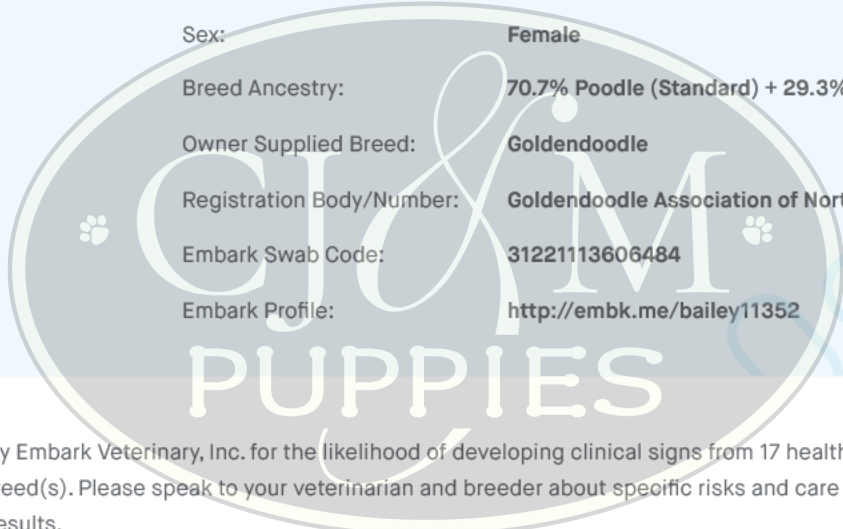 Sex: Female
Breed Ancestry: 70.7% Poodle (Standard) + 29.3%
Owner Supplied Breed: Goldendoodle
Registration Body/Number: Goldendoodle Association of Nort
Embark Swab Code: 31221113606484
Embark Profile: http://embk.me/bailey11352
CJ&M
PUPPIES
y Embark Veterinary, Inc. for the likelihood of developing clinical signs from 17 health
reed(s). Please speak to your veterinarian and breeder about specific risks and care
esults.